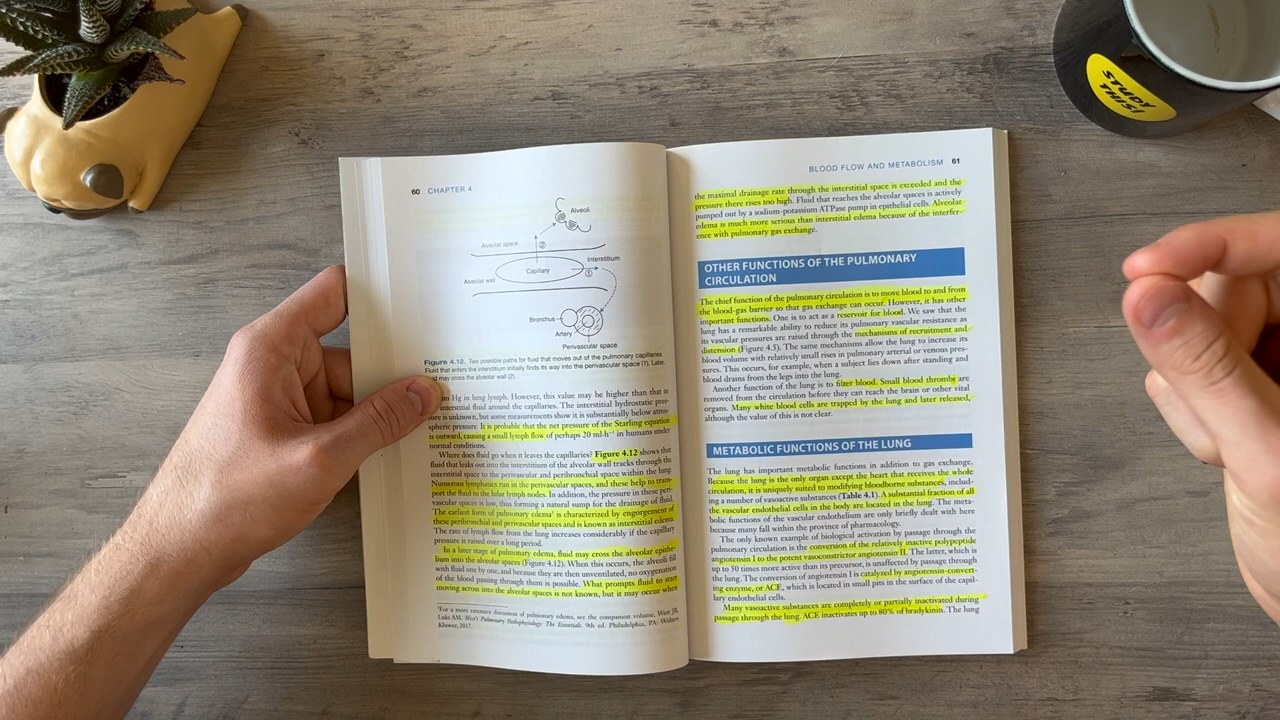 STUDY
THIS!
60 CHAPTER 4
Alveoli
Alveolar space
②
Interstitium
Capillary
①
Alveolar wall
Bronchus
Artery
Perivascular space
Figure 4.12. Two possible paths for fluid that moves out of the pulmonary capillaries.
Fluid that enters the interstitium initially finds its way into the perivascular space (1). Later,
fluid may cross the alveolar wall (2).
Hg in lung lymph. However, this value may be higher than that in
interstitial fluid around the capillaries. The interstitial hydrostatic pres-
sure is unknown, but some measurements show it is substantially below atmo-
spheric pressure. It is probable that the net pressure of the Starling equation
is outward, causing a small lymph flow of perhaps 20 ml·h⁻¹ in humans under
normal conditions.
Where does fluid go when it leaves the capillaries? Figure 4.12 shows that
fluid that leaks out into the interstitium of the alveolar wall tracks through the
interstitial space to the perivascular and peribronchial space within the lung.
Numerous lymphatics run in the perivascular spaces, and these help to trans-
port the fluid to the hilar lymph nodes. In addition, the pressure in these peri-
vascular spaces is low, thus forming a natural sump for the drainage of fluid.
The earliest form of pulmonary edema* is characterized by engorgement of
these peribronchial and perivascular spaces and is known as interstitial edema.
The rate of lymph flow from the lung increases considerably if the capillary
pressure is raised over a long period.
In a later stage of pulmonary edema, fluid may cross the alveolar epithe-
lium into the alveolar spaces (Figure 4.12). When this occurs, the alveoli fill
with fluid one by one, and because they are then unventilated, no oxygenation
of the blood passing through them is possible. What prompts fluid to start
moving across into the alveolar spaces is not known, but it may occur when
*For a more extensive discussion of pulmonary edema, see the companion volume, West JB,
Luks AM. West's Pulmonary Pathophysiology: The Essentials. 9th ed. Philadelphia, PA: Wolters
Kluwer; 2017.
BLOOD FLOW AND METABOLISM 61
the maximal drainage rate through the interstitial space is exceeded and the
pressure there rises too high. Fluid that reaches the alveolar spaces is actively
pumped out by a sodium-potassium ATPase pump in epithelial cells. Alveolar
edema is much more serious than interstitial edema because of the interfer-
ence with pulmonary gas exchange.
OTHER FUNCTIONS OF THE PULMONARY
CIRCULATION
The chief function of the pulmonary circulation is to move blood to and from
the blood-gas barrier so that gas exchange can occur. However, it has other
important functions. One is to act as a reservoir for blood. We saw that the
lung has a remarkable ability to reduce its pulmonary vascular resistance as
its vascular pressures are raised through the mechanisms of recruitment and
distension (Figure 4.5). The same mechanisms allow the lung to increase its
blood volume with relatively small rises in pulmonary arterial or venous pres-
sures. This occurs, for example, when a subject lies down after standing and
blood drains from the legs into the lung.
Another function of the lung is to filter blood. Small blood thrombi are
removed from the circulation before they can reach the brain or other vital
organs. Many white blood cells are trapped by the lung and later released,
although the value of this is not clear.
METABOLIC FUNCTIONS OF THE LUNG
The lung has important metabolic functions in addition to gas exchange.
Because the lung is the only organ except the heart that receives the whole
circulation, it is uniquely suited to modifying bloodborne substances, includ-
ing a number of vasoactive substances (Table 4.1). A substantial fraction of all
the vascular endothelial cells in the body are located in the lung. The meta-
bolic functions of the vascular endothelium are only briefly dealt with here
because many fall within the province of pharmacology.
The only known example of biological activation by passage through the
pulmonary circulation is the conversion of the relatively inactive polypeptide
angiotensin I to the potent vasoconstrictor angiotensin II. The latter, which is
up to 50 times more active than its precursor, is unaffected by passage through
the lung. The conversion of angiotensin I is catalyzed by angiotensin-convert-
ing enzyme, or ACE, which is located in small pits in the surface of the capil-
lary endothelial cells.
Many vasoactive substances are completely or partially inactivated during
passage through the lung. ACE inactivates up to 80% of bradykinin. The lung